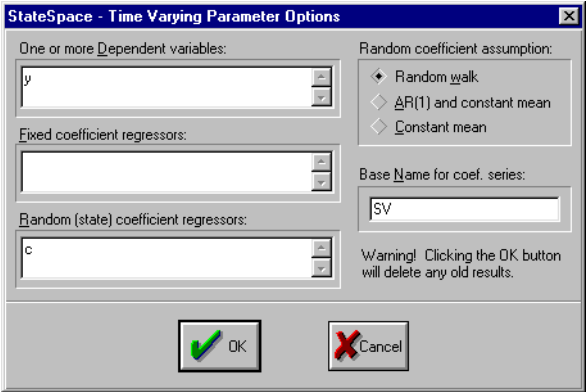 StateSpace - Time Varying Parameter Options
One or more Dependent variables:
y
Fixed coefficient regressors:
Random (state) coefficient regressors:
c
Random coefficient assumption:
Random walk
AR(1) and constant mean
Constant mean
Base Name for coef. series:
SV
Warning! Clicking the OK button
will delete any old results.
OK
Cancel